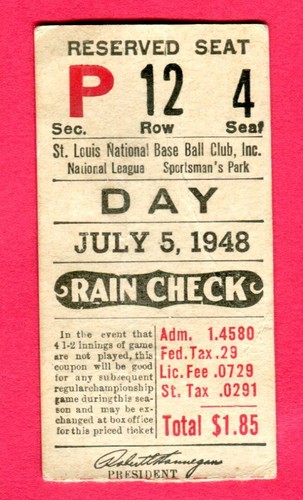 RESERVED SEAT
P 12 4
Sec. Row Seat
St. Louis National Base Ball Club, Inc.
National League Sportsman's Park
DAY
JULY 5, 1948
RAIN CHECK
In the event that
4 1-2 innings of game
are not played, this
coupon will be good
for any subsequent
regular championship
game during this
season and may be
exchanged at box office
for this priced ticket
Adm. 1.4580
Fed. Tax .29
Lic. Fee .0729
St. Tax .0291
Total $1.85
Robert Hannegan
PRESIDENT